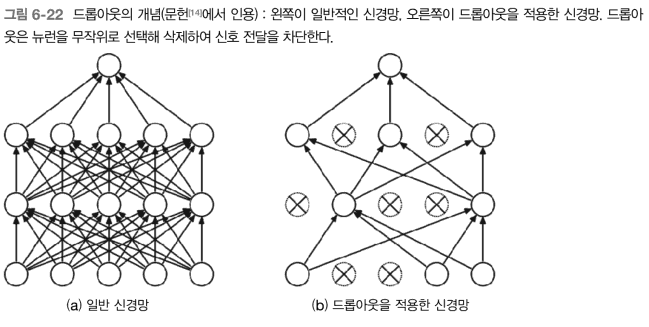 그림 6-22 드롭아웃의 개념(문헌[14]에서 인용) : 왼쪽이 일반적인 신경망, 오른쪽이 드롭아웃을 적용한 신경망. 드롭아
웃은 뉴런을 무작위로 선택해 삭제하여 신호 전달을 차단한다.
(a) 일반 신경망
(b) 드롭아웃을 적용한 신경망